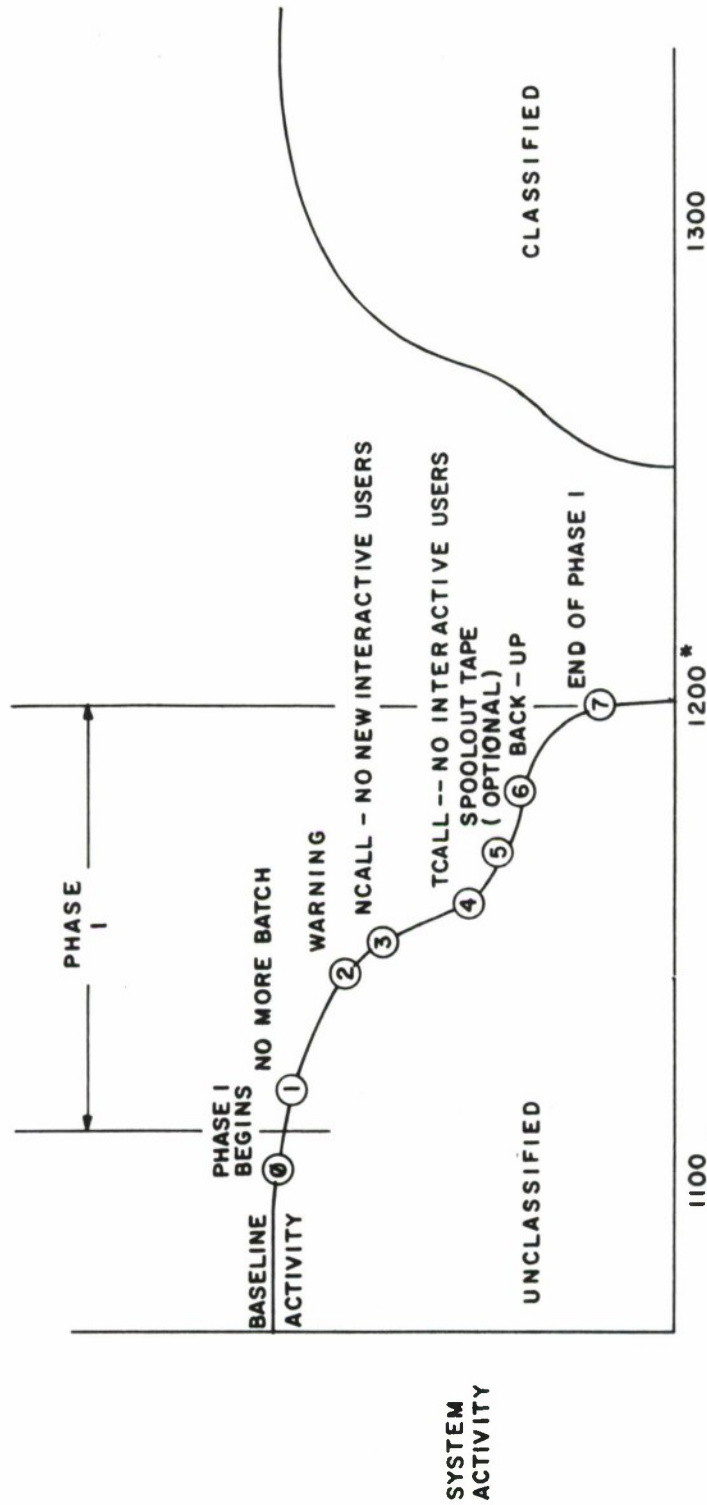 PHASE
I
PHASE I
BEGINS
NO MORE BATCH
WARNING
NCALL - NO NEW INTERACTIVE USERS
TCALL -- NO INTERACTIVE USERS
SPOOLOUT TAPE
(OPTIONAL)
BACK-UP
END OF PHASE I
BASELINE
ACTIVITY
0
1
2
3
4
5
6
7
SYSTEM
ACTIVITY
UNCLASSIFIED
CLASSIFIED
1100
1200*
1300